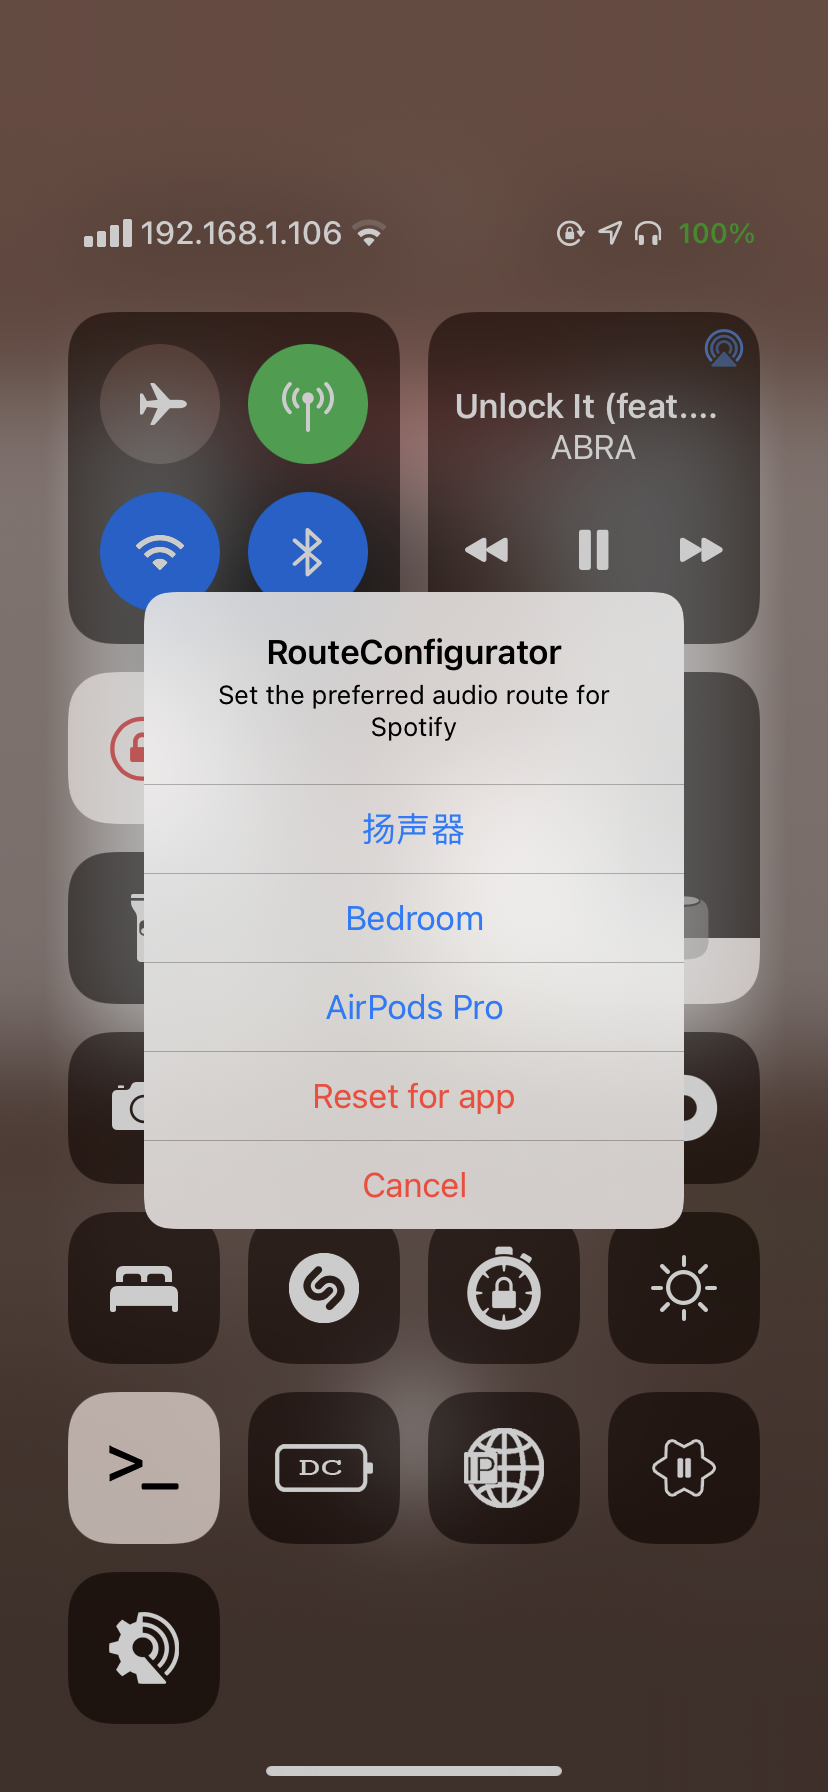 192.168.1.106
100%
Unlock It (feat....
ABRA
RouteConfigurator
Set the preferred audio route for
Spotify
扬声器
Bedroom
AirPods Pro
Reset for app
Cancel
>_
DC
P